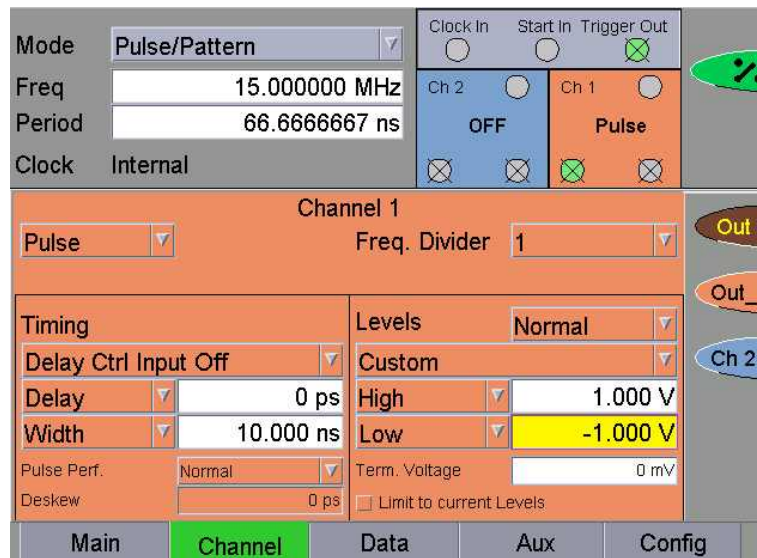 Mode Pulse/Pattern
Freq 15.000000 MHz
Period 66.6666667 ns
Clock Internal
Clock In Start In Trigger Out
Ch 2 Ch 1
OFF Pulse
Channel 1
Pulse Freq. Divider 1
Timing Levels Normal
Delay Ctrl Input Off Custom
Delay 0 ps High 1.000 V
Width 10.000 ns Low -1.000 V
Pulse Perf. Normal Term. Voltage 0 mV
Deskew 0 ps Limit to current Levels
Out
Out_
Ch 2
Main Channel Data Aux Config